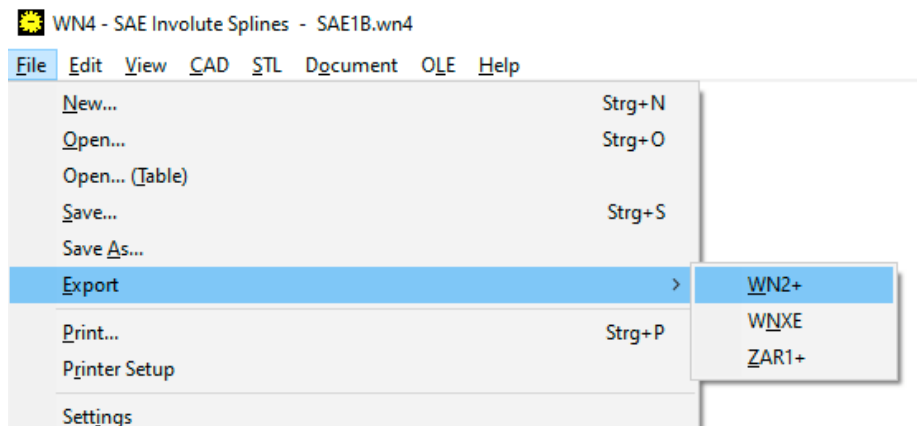 WN4 - SAE Involute Splines - SAE1B.wn4
File Edit View CAD STL Document OLE Help
New... Strg+N
Open... Strg+O
Open... (Table)
Save... Strg+S
Save As...
Export > WN2+
WNXE
Print... Strg+P
ZAR1+
Printer Setup
Settings